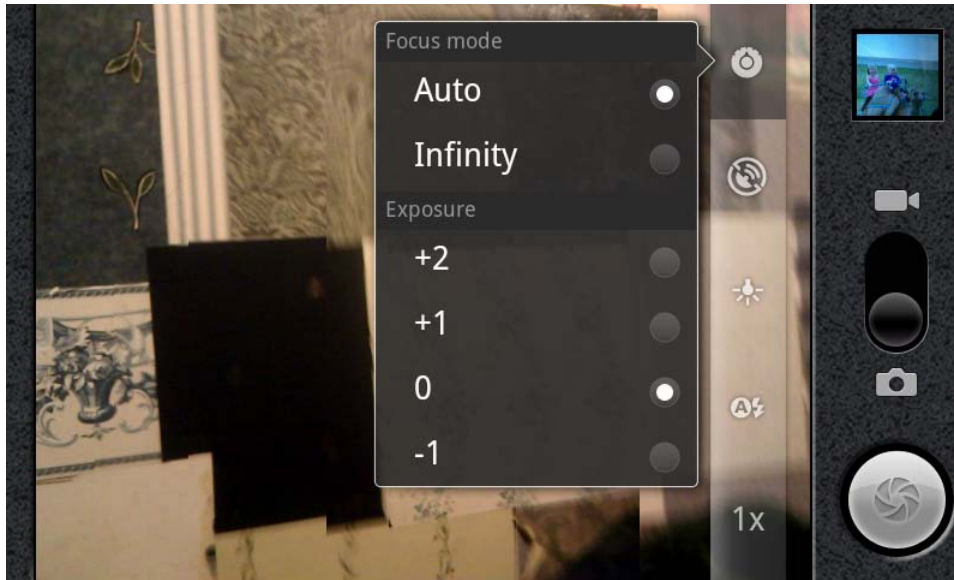 Focus mode
Auto
Infinity
Exposure
+2
+1
0
-1
A
1x